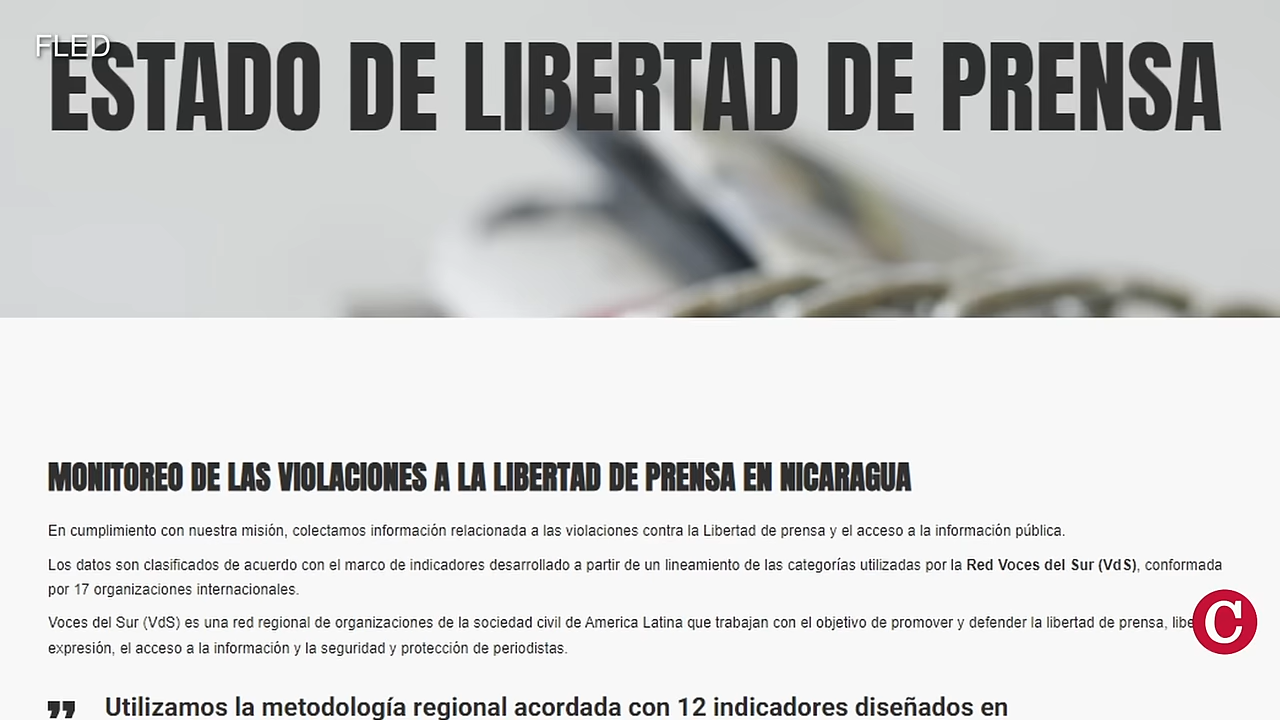 FLED
ESTADO DE LIBERTAD DE PRENSA
MONITOREO DE LAS VIOLACIONES A LA LIBERTAD DE PRENSA EN NICARAGUA
En cumplimiento con nuestra misión, colectamos información relacionada a las violaciones contra la Libertad de prensa y el acceso a la información pública.
Los datos son clasificados de acuerdo con el marco de indicadores desarrollado a partir de un lineamiento de las categorías utilizadas por la Red Voces del Sur (VdS), conformada
por 17 organizaciones internacionales.
Voces del Sur (VdS) es una red regional de organizaciones de la sociedad civil de America Latina que trabajan con el objetivo de promover y defender la libertad de prensa,
C
expresión, el acceso a la información y la seguridad y protección de periodistas.
" Utilizamos la metodología regional acordada con 12 indicadores diseñados en